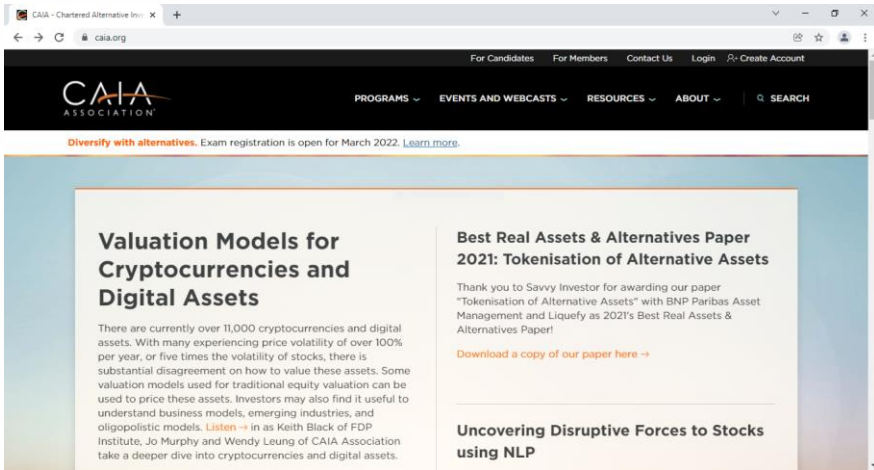 CAIA - Chartered Alternative Inv
caia.org
For Candidates For Members Contact Us Login Create Account
CAIA
ASSOCIATION
PROGRAMS EVENTS AND WEBCASTS RESOURCES ABOUT SEARCH
Diversify with alternatives. Exam registration is open for March 2022. Learn more.
Valuation Models for
Cryptocurrencies and
Digital Assets
There are currently over 11,000 cryptocurrencies and digital
assets. With many experiencing price volatility of over 100%
per year, or five times the volatility of stocks, there is
substantial disagreement on how to value these assets. Some
valuation models used for traditional equity valuation can be
used to price these assets. Investors may also find it useful to
understand business models, emerging industries, and
oligopolistic models. Listen → in as Keith Black of FDP
Institute, Jo Murphy and Wendy Leung of CAIA Association
take a deeper dive into cryptocurrencies and digital assets.
Best Real Assets & Alternatives Paper
2021: Tokenisation of Alternative Assets
Thank you to Savvy Investor for awarding our paper
"Tokenisation of Alternative Assets" with BNP Paribas Asset
Management and Liquefy as 2021's Best Real Assets &
Alternatives Paper!
Download a copy of our paper here →
Uncovering Disruptive Forces to Stocks
using NLP